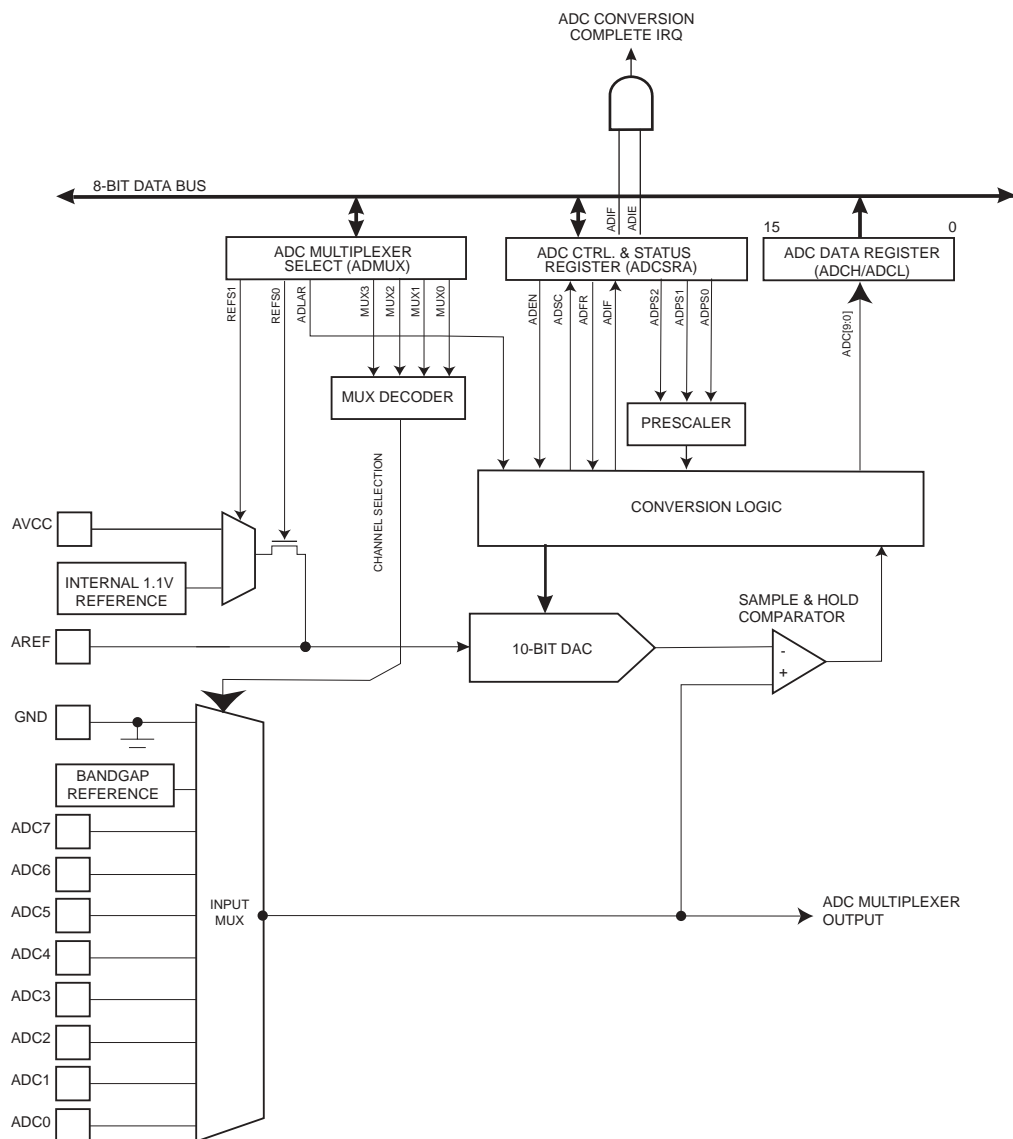 ADC CONVERSION
COMPLETE IRQ
8-BIT DATA BUS
ADIF
ADIE
15
0
ADC MULTIPLEXER
SELECT (ADMUX)
ADC CTRL. & STATUS
REGISTER (ADCSRA)
ADC DATA REGISTER
(ADCH/ADCL)
REFS1
REFS0
ADLAR
MUX3
MUX2
MUX1
MUX0
ADEN
ADSC
ADFR
ADIF
ADPS2
ADPS1
ADPS0
ADC[9:0]
MUX DECODER
PRESCALER
CHANNEL SELECTION
CONVERSION LOGIC
AVCC
INTERNAL 1.1V
REFERENCE
SAMPLE & HOLD
COMPARATOR
AREF
10-BIT DAC
-
+
GND
BANDGAP
REFERENCE
ADC7
ADC6
ADC5
INPUT
MUX
ADC MULTIPLEXER
OUTPUT
ADC4
ADC3
ADC2
ADC1
ADC0